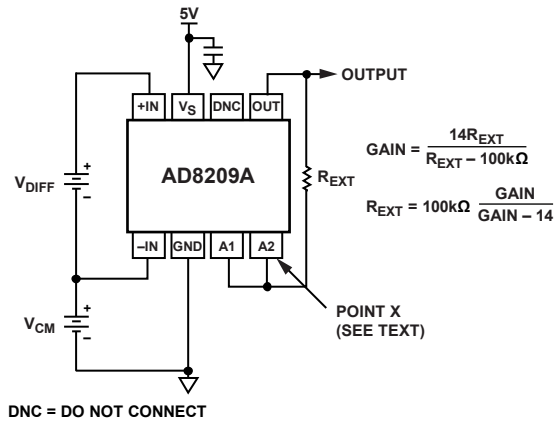 5V
OUTPUT
+IN
VS
DNC
OUT
GAIN = 14REXT / REXT – 100kΩ
VDIFF
+
–
AD8209A
REXT
REXT = 100kΩ GAIN / GAIN – 14
–IN
GND
A1
A2
VCM
+
–
POINT X
(SEE TEXT)
DNC = DO NOT CONNECT